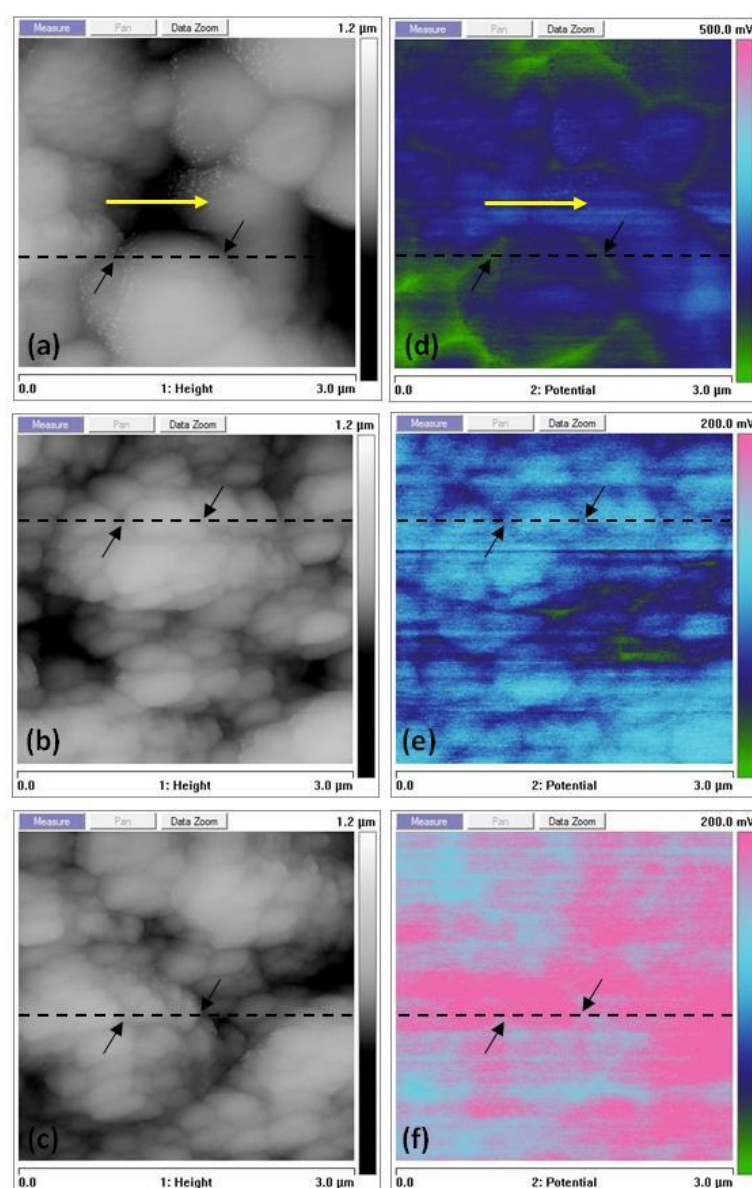 Measure Pan Data Zoom 1.2 µm
(a)
0.0 1: Height 3.0 µm
Measure Pan Data Zoom 500.0 mV
(d)
0.0 2: Potential 3.0 µm
Measure Pan Data Zoom 1.2 µm
(b)
0.0 1: Height 3.0 µm
Measure Pan Data Zoom 200.0 mV
(e)
0.0 2: Potential 3.0 µm
Measure Pan Data Zoom 1.2 µm
(c)
0.0 1: Height 3.0 µm
Measure Pan Data Zoom 200.0 mV
(f)
0.0 2: Potential 3.0 µm